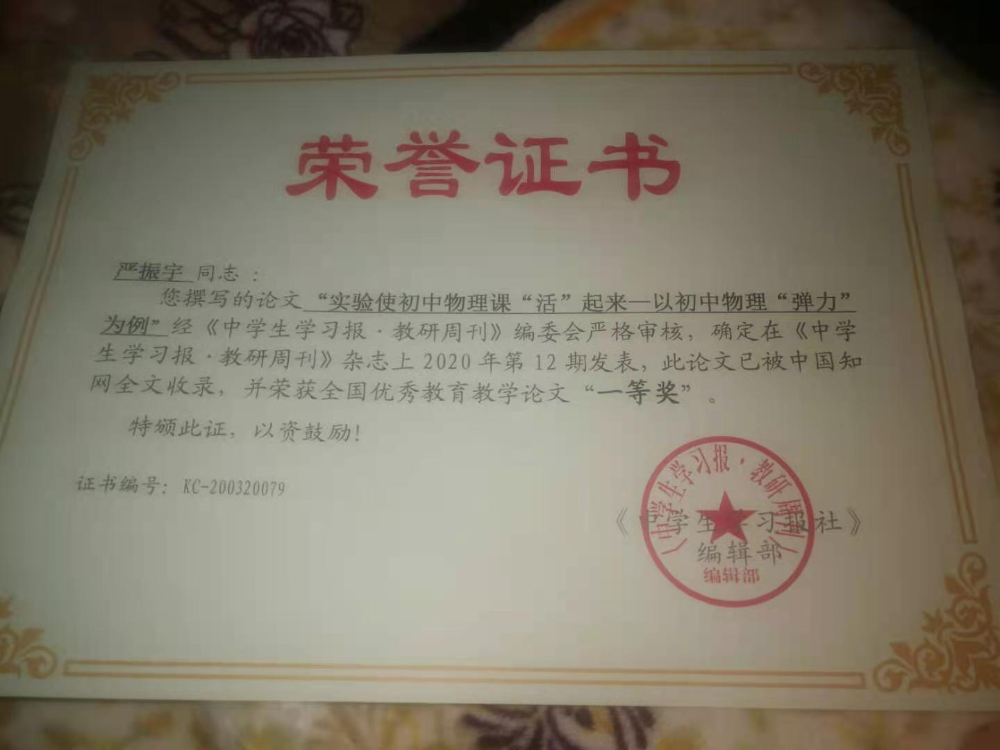 荣誉证书
严振宇 同志：
您撰写的论文“实验使初中物理课“活”起来—以初中物理“弹力”
为例”经《中学生学习报·教研周刊》编委会严格审核，确定在《中学
生学习报·教研周刊》杂志上2020年第12期发表，此论文已被中国知
网全文收录，并荣获全国优秀教育教学论文“一等奖”。
特颁此证，以资鼓励！
证书编号：KC-200320079
《中学生学习报社》
编辑部
《中学生学习报·教研周刊》
编辑部